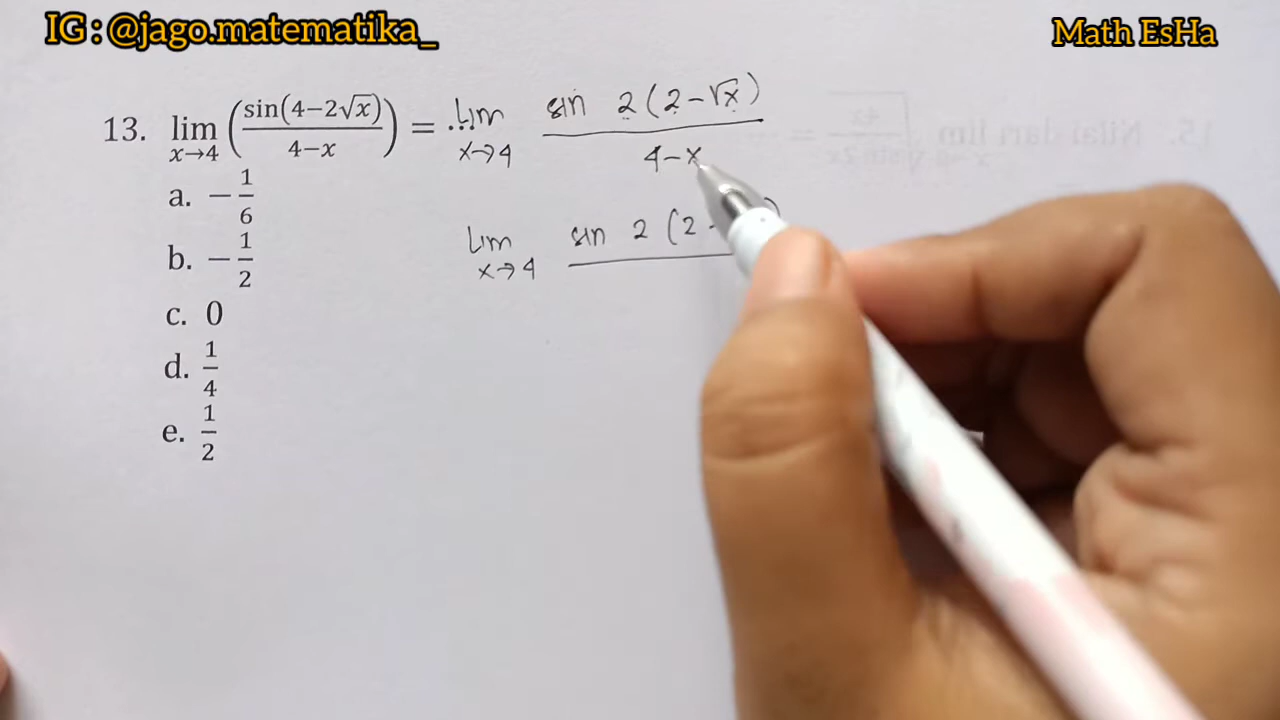 IG : @jago.matematika_
Math EsHa
13. lim x→4 (sin(4−2√x)/4−x) = ... lim x→4 sin 2(2−√x)/4−x
a. −1/6
b. −1/2
c. 0
d. 1/4
e. 1/2
lim x→4 sin 2(2